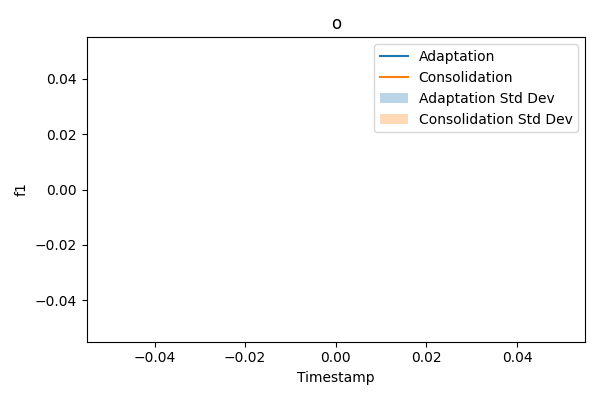 o
Adaptation
Consolidation
Adaptation Std Dev
Consolidation Std Dev
0.04
0.02
0.00
−0.02
−0.04
f1
−0.04 −0.02 0.00 0.02 0.04
Timestamp